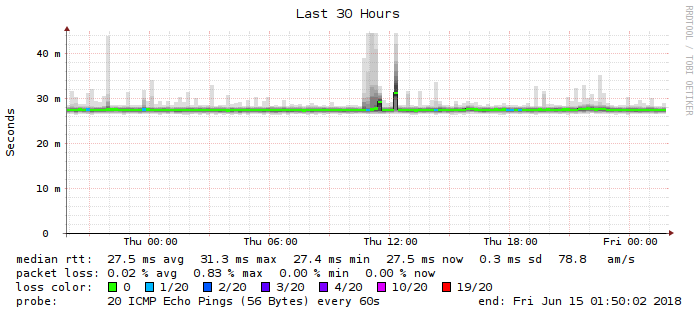 Last 30 Hours
RRDTOOL / TOBI OETIKER
Seconds
40 m
30 m
20 m
10 m
0
Thu 00:00 Thu 06:00 Thu 12:00 Thu 18:00 Fri 00:00
median rtt: 27.5 ms avg 31.3 ms max 27.4 ms min 27.5 ms now 0.3 ms sd 78.8 am/s
packet loss: 0.02 % avg 0.83 % max 0.00 % min 0.00 % now
loss color: 0 1/20 2/20 3/20 4/20 10/20 19/20
probe: 20 ICMP Echo Pings (56 Bytes) every 60s end: Fri Jun 15 01:50:02 2018